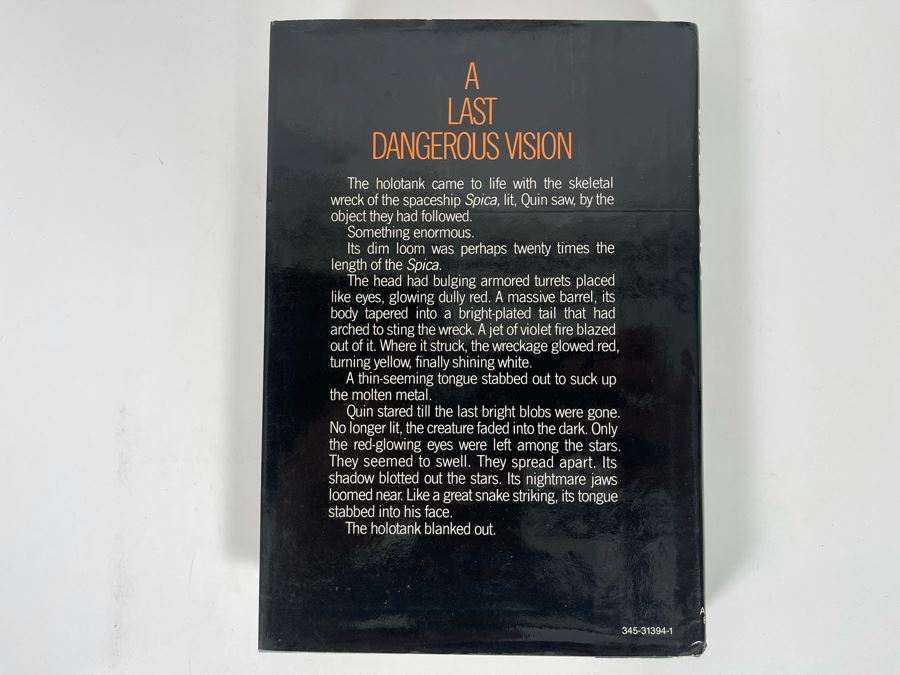 A
LAST
DANGEROUS VISION
The holotank came to life with the skeletal
wreck of the spaceship Spica, lit, Quin saw, by the
object they had followed.
Something enormous.
Its dim loom was perhaps twenty times the
length of the Spica.
The head had bulging armored turrets placed
like eyes, glowing dully red. A massive barrel, its
body tapered into a bright-plated tail that had
arched to sting the wreck. A jet of violet fire blazed
out of it. Where it struck, the wreckage glowed red,
turning yellow, finally shining white.
A thin-seeming tongue stabbed out to suck up
the molten metal.
Quin stared till the last bright blobs were gone.
No longer lit, the creature faded into the dark. Only
the red-glowing eyes were left among the stars.
They seemed to swell. They spread apart. Its
shadow blotted out the stars. Its nightmare jaws
loomed near. Like a great snake striking, its tongue
stabbed into his face.
The holotank blanked out.
345-31394-1